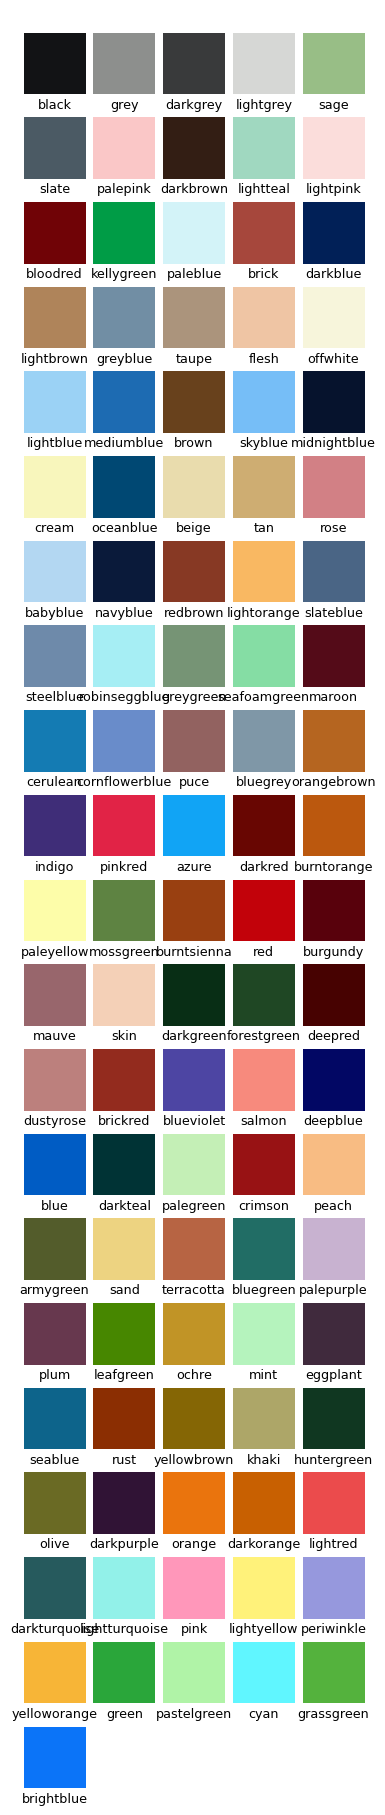 black grey darkgrey lightgrey sage
slate palepink darkbrown lightteal lightpink
bloodred kellygreen paleblue brick darkblue
lightbrown greyblue taupe flesh offwhite
lightblue mediumblue brown skyblue midnightblue
cream oceanblue beige tan rose
babyblue navyblue redbrown lightorange slateblue
steelblue robinseggblue greygreen seafoamgreen maroon
cerulean cornflowerblue puce bluegrey orangebrown
indigo pinkred azure darkred burntorange
paleyellow mossgreen burntsienna red burgundy
mauve skin darkgreen forestgreen deepred
dustyrose brickred blueviolet salmon deepblue
blue darkteal palegreen crimson peach
armygreen sand terracotta bluegreen palepurple
plum leafgreen ochre mint eggplant
seablue rust yellowbrown khaki huntergreen
olive darkpurple orange darkorange lightred
darkturquoise lightturquoise pink lightyellow periwinkle
yelloworange green pastelgreen cyan grassgreen
brightblue